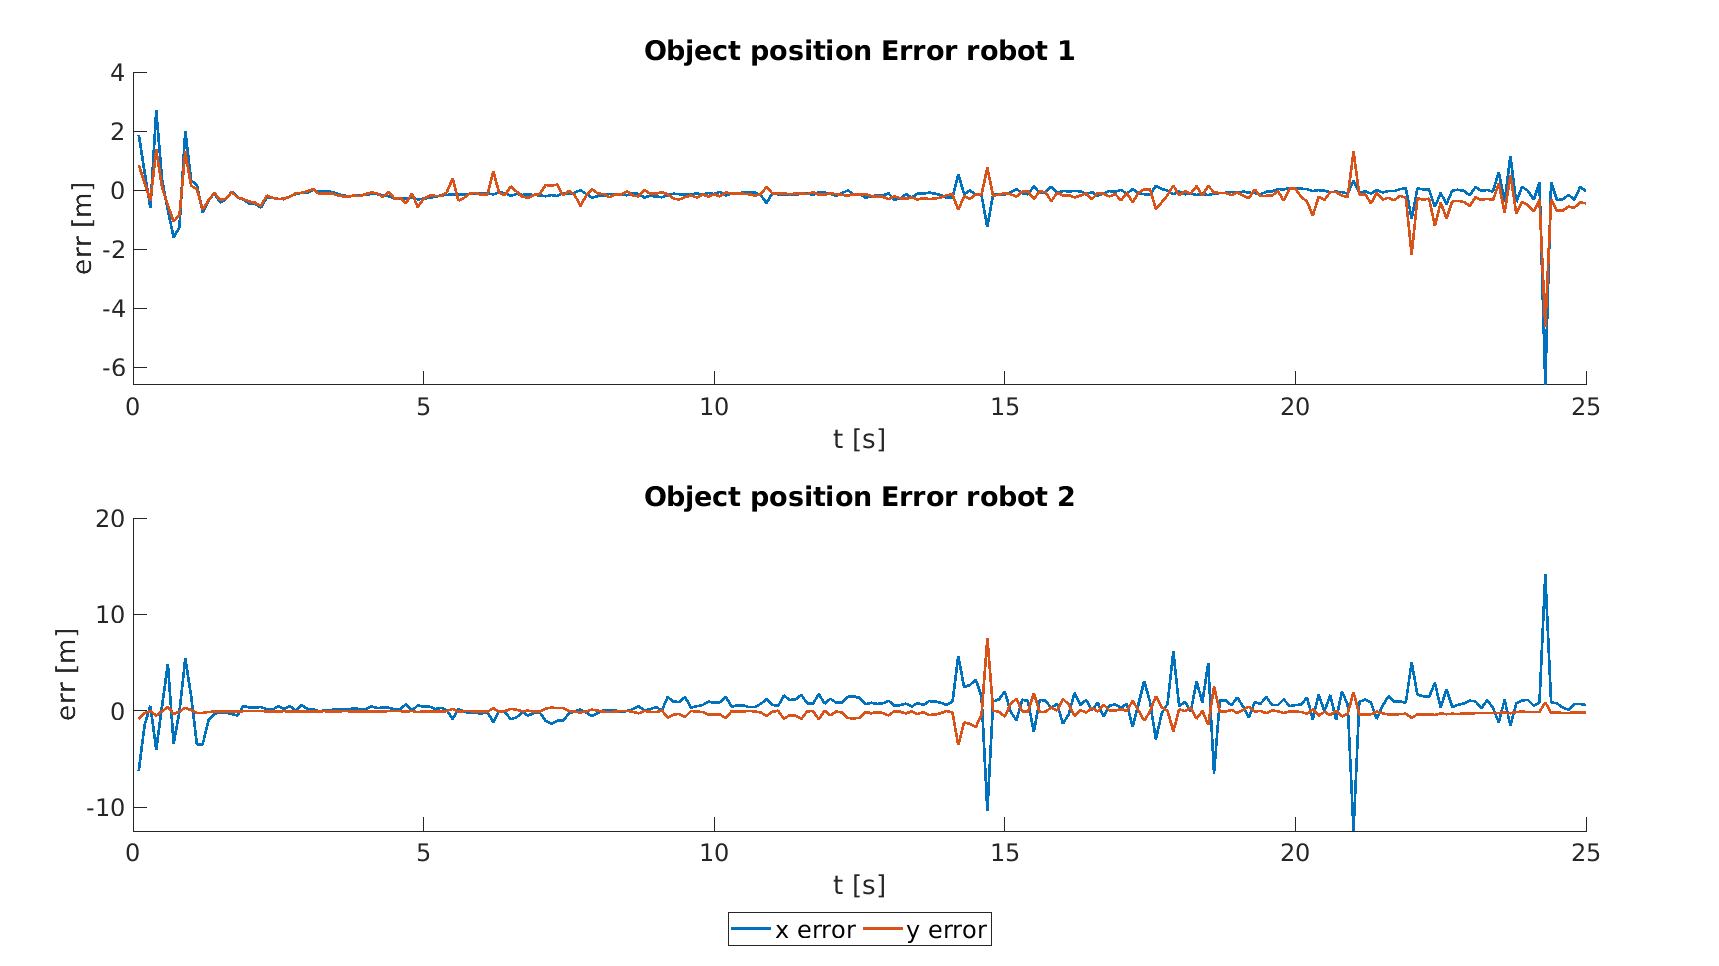 Object position Error robot 1
4
2
0
-2
-4
-6
err [m]
0 5 10 15 20 25
t [s]
Object position Error robot 2
20
10
0
-10
err [m]
0 5 10 15 20 25
t [s]
x error y error